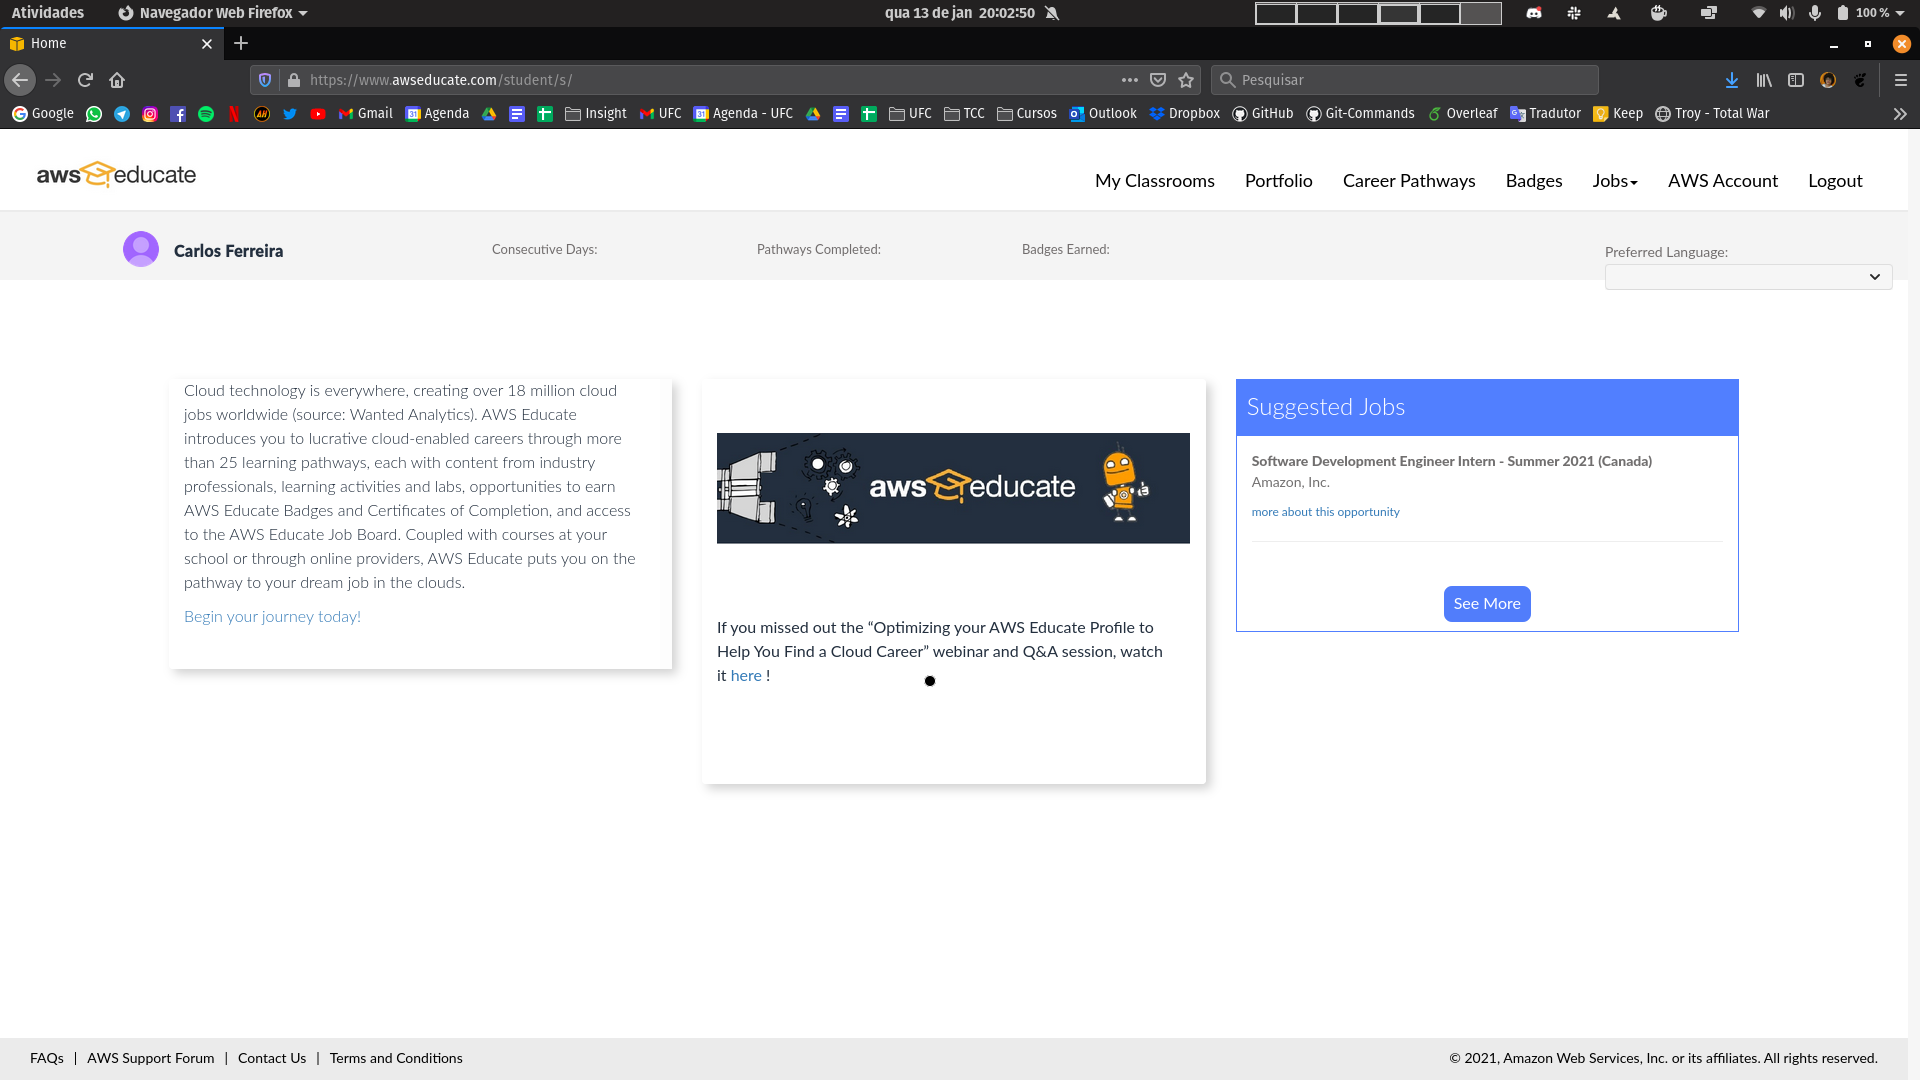 Atividades Navegador Web Firefox qua 13 de jan 20:02:50 100 %
Home
https://www.awseducate.com/student/s/ Pesquisar
Google Gmail Agenda Insight UFC Agenda - UFC UFC TCC Cursos Outlook Dropbox GitHub Git-Commands Overleaf Tradutor Keep Troy - Total War
aws educate
My Classrooms Portfolio Career Pathways Badges Jobs AWS Account Logout
Carlos Ferreira Consecutive Days: Pathways Completed: Badges Earned: Preferred Language:
Cloud technology is everywhere, creating over 18 million cloud
jobs worldwide (source: Wanted Analytics). AWS Educate
introduces you to lucrative cloud-enabled careers through more
than 25 learning pathways, each with content from industry
professionals, learning activities and labs, opportunities to earn
AWS Educate Badges and Certificates of Completion, and access
to the AWS Educate Job Board. Coupled with courses at your
school or through online providers, AWS Educate puts you on the
pathway to your dream job in the clouds.
Begin your journey today!
aws educate
If you missed out the “Optimizing your AWS Educate Profile to
Help You Find a Cloud Career” webinar and Q&A session, watch
it here !
Suggested Jobs
Software Development Engineer Intern - Summer 2021 (Canada)
Amazon, Inc.
more about this opportunity
See More
FAQs | AWS Support Forum | Contact Us | Terms and Conditions
© 2021, Amazon Web Services, Inc. or its affiliates. All rights reserved.